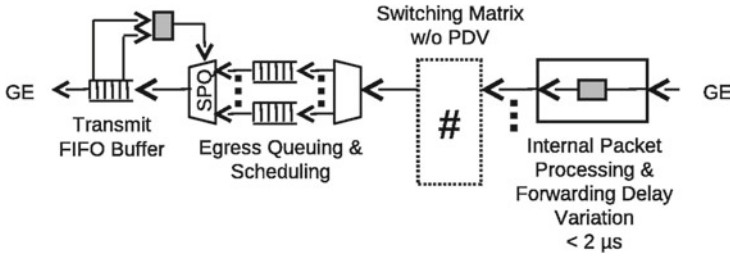 Switching Matrix
w/o PDV
GE
SPQ
#
GE
Transmit
FIFO Buffer
Egress Queuing &
Scheduling
Internal Packet
Processing &
Forwarding Delay
Variation
< 2 µs